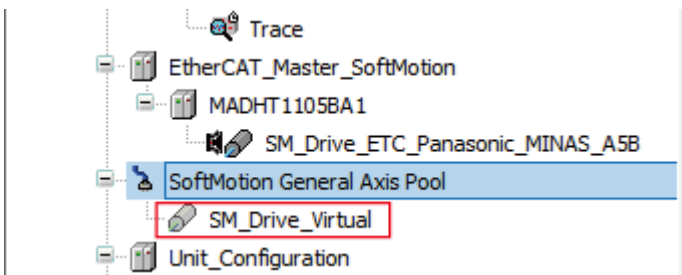 Trace
EtherCAT_Master_SoftMotion
MADHT1105BA1
SM_Drive_ETC_Panasonic_MINAS_A5B
SoftMotion General Axis Pool
SM_Drive_Virtual
Unit_Configuration